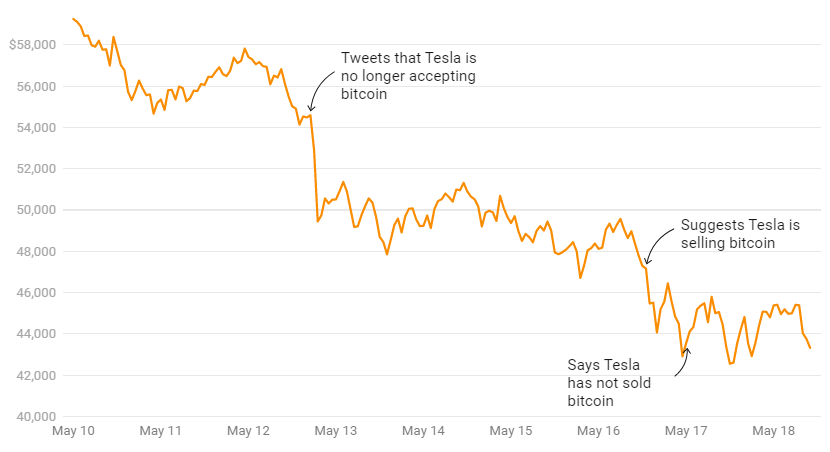 $58,000
56,000
54,000
52,000
50,000
48,000
46,000
44,000
42,000
40,000
Tweets that Tesla is
no longer accepting
bitcoin
Suggests Tesla is
selling bitcoin
Says Tesla
has not sold
bitcoin
May 10
May 11
May 12
May 13
May 14
May 15
May 16
May 17
May 18